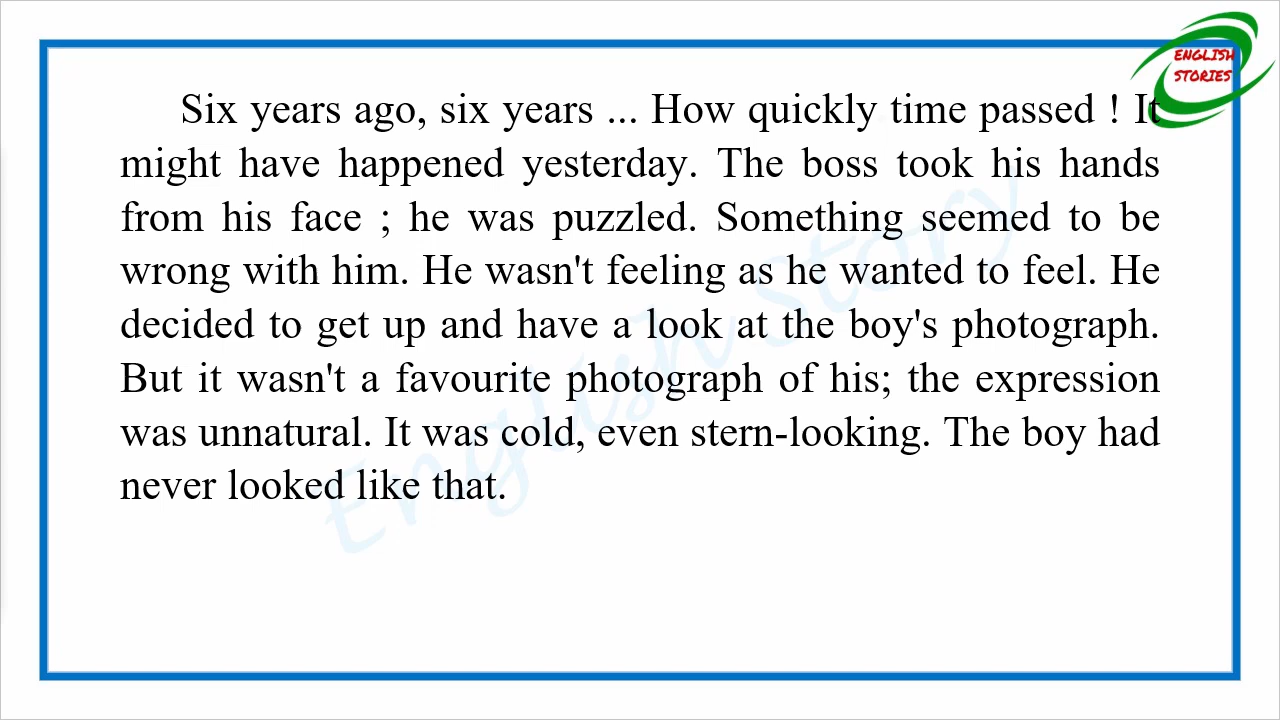 ENGLISH
STORIES
Six years ago, six years ... How quickly time passed ! It
might have happened yesterday. The boss took his hands
from his face ; he was puzzled. Something seemed to be
wrong with him. He wasn't feeling as he wanted to feel. He
decided to get up and have a look at the boy's photograph.
But it wasn't a favourite photograph of his; the expression
was unnatural. It was cold, even stern-looking. The boy had
never looked like that.
English Story